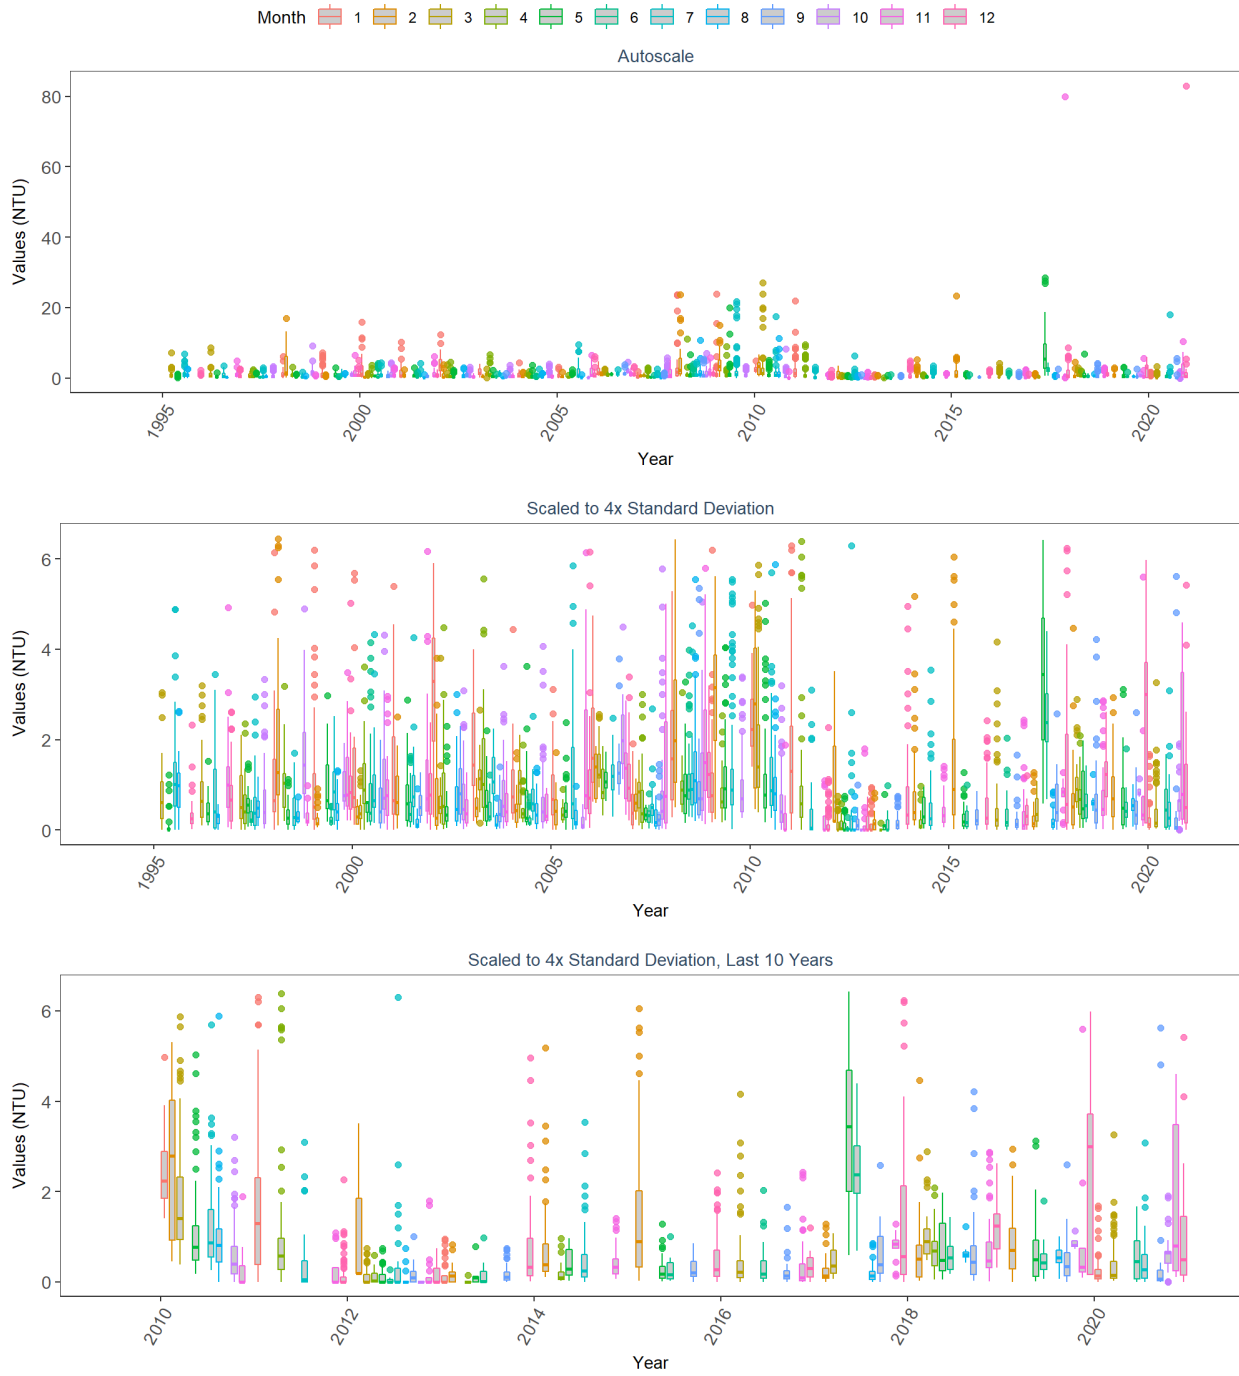 Month 1 2 3 4 5 6 7 8 9 10 11 12
Autoscale
80
60
40
20
0
Values (NTU)
1995 2000 2005 2010 2015 2020
Year
Scaled to 4x Standard Deviation
6
4
2
0
Values (NTU)
1995 2000 2005 2010 2015 2020
Year
Scaled to 4x Standard Deviation, Last 10 Years
6
4
2
0
Values (NTU)
2010 2012 2014 2016 2018 2020
Year